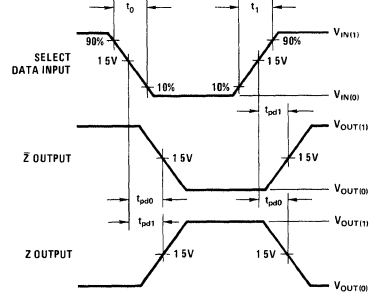 t0 t1
90% 90% VIN(1)
SELECT
DATA INPUT
1 5V 1 5V
10% 10%
VIN(0)
tpd1
VOUT(1)
Z̅ OUTPUT
1 5V 1 5V
VOUT(0)
tpd0 tpd0
tpd1
VOUT(1)
Z OUTPUT
1 5V 1 5V
VOUT(0)